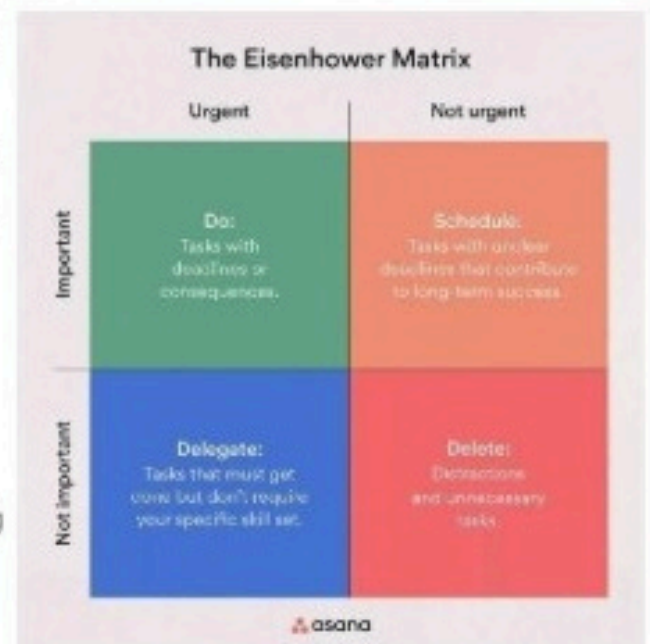 The Eisenhower Matrix
Urgent
Not urgent
Important
Do:
Tasks with
deadlines or
consequences.
Schedule:
Tasks with unclear
deadlines that contribute
to long-term success
Not important
Delegate:
Tasks that must get
done but don't require
your specific skill set.
Delete:
Distractions
and unnecessary
tasks.
asana